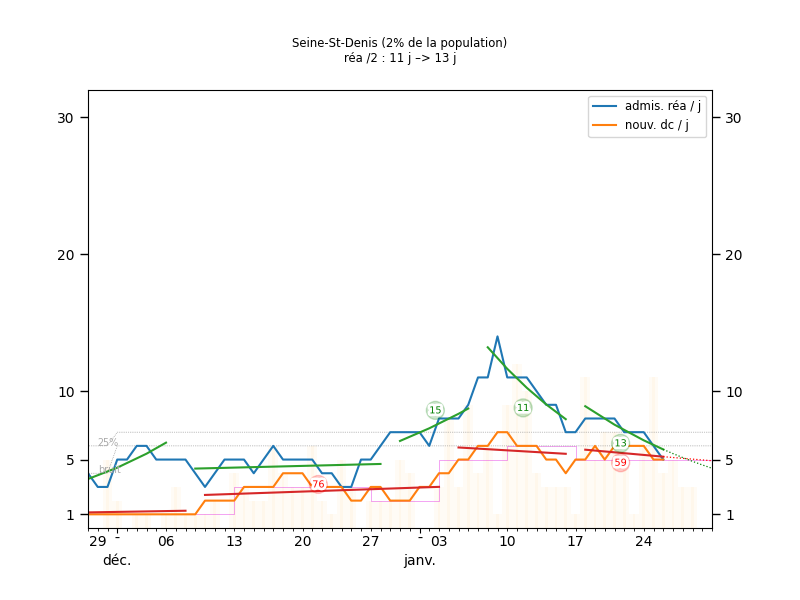 Seine-St-Denis (2% de la population)
réa /2 : 11 j –> 13 j
admis. réa / j
nouv. dc / j
30 30
20 20
10 10
5 5
1 1
25%
bruit
15
11
13
76
59
29 - 06 13 20 27 - 03 10 17 24
déc. janv.